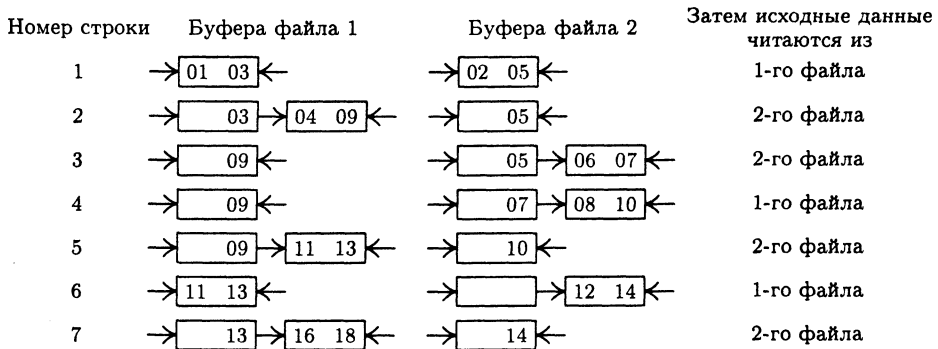 Номер строки Буфера файла 1 Буфера файла 2 Затем исходные данные читаются из
1 01 03 02 05 1-го файла
2 03 04 09 05 2-го файла
3 09 05 06 07 2-го файла
4 09 07 08 10 1-го файла
5 09 11 13 10 2-го файла
6 11 13 12 14 1-го файла
7 13 16 18 14 2-го файла